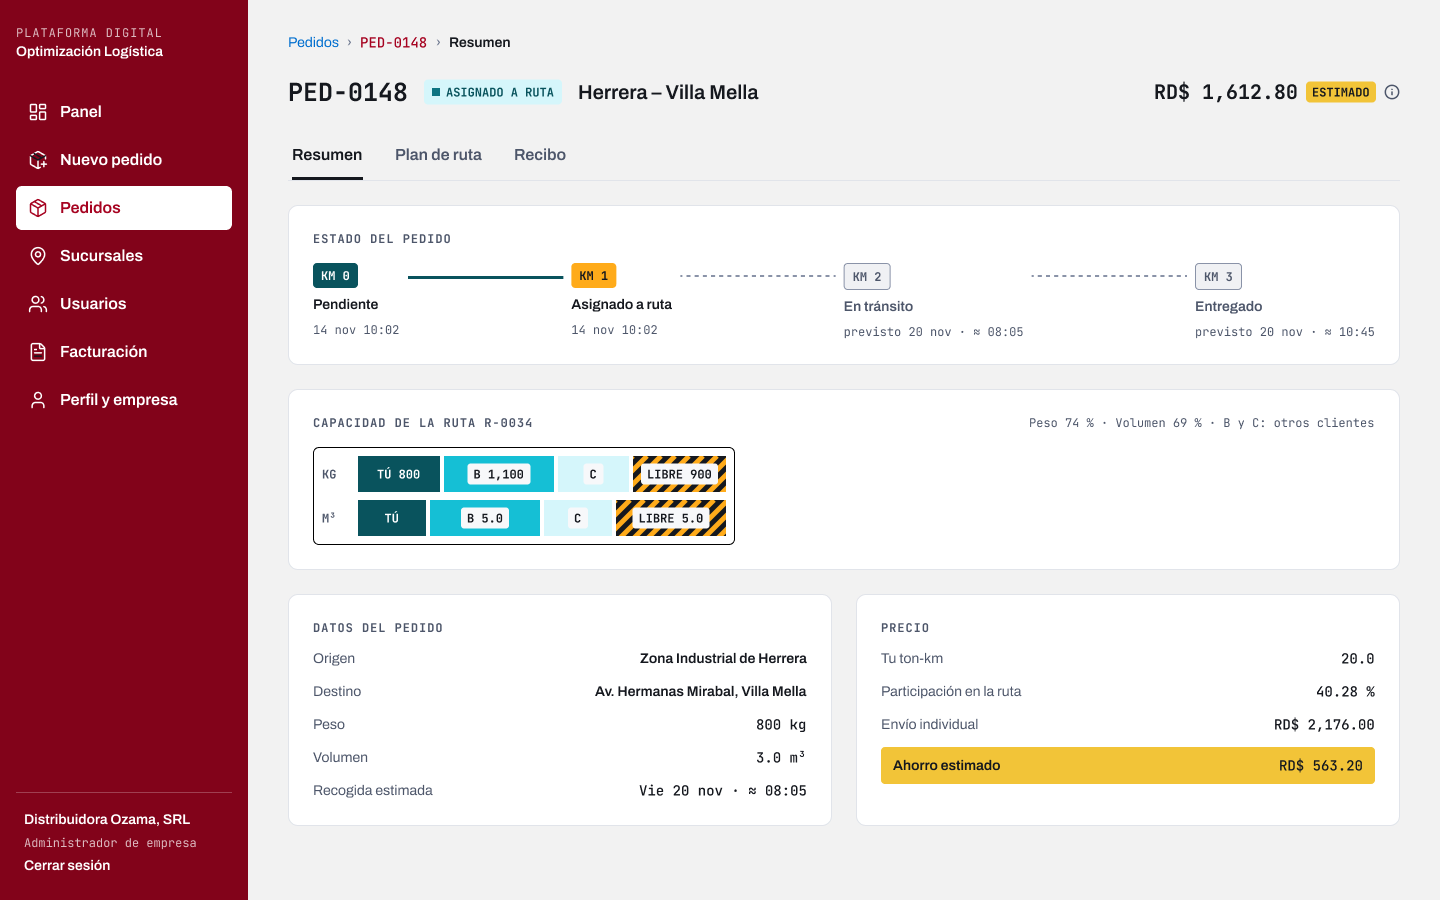 PLATAFORMA DIGITAL
Optimización Logística
Panel
Nuevo pedido
Pedidos
Sucursales
Usuarios
Facturación
Perfil y empresa
Distribuidora Ozama, SRL
Administrador de empresa
Cerrar sesión
Pedidos › PED-0148 › Resumen
PED-0148 ASIGNADO A RUTA Herrera – Villa Mella RD$ 1,612.80 ESTIMADO
Resumen Plan de ruta Recibo
ESTADO DEL PEDIDO
KM 0 KM 1 KM 2 KM 3
Pendiente Asignado a ruta En tránsito Entregado
14 nov 10:02 14 nov 10:02 previsto 20 nov · ≈ 08:05 previsto 20 nov · ≈ 10:45
CAPACIDAD DE LA RUTA R-0034 Peso 74 % · Volumen 69 % · B y C: otros clientes
KG TÚ 800 B 1,100 C LIBRE 900
M³ TÚ B 5.0 C LIBRE 5.0
DATOS DEL PEDIDO
Origen Zona Industrial de Herrera
Destino Av. Hermanas Mirabal, Villa Mella
Peso 800 kg
Volumen 3.0 m³
Recogida estimada Vie 20 nov · ≈ 08:05
PRECIO
Tu ton-km 20.0
Participación en la ruta 40.28 %
Envío individual RD$ 2,176.00
Ahorro estimado RD$ 563.20